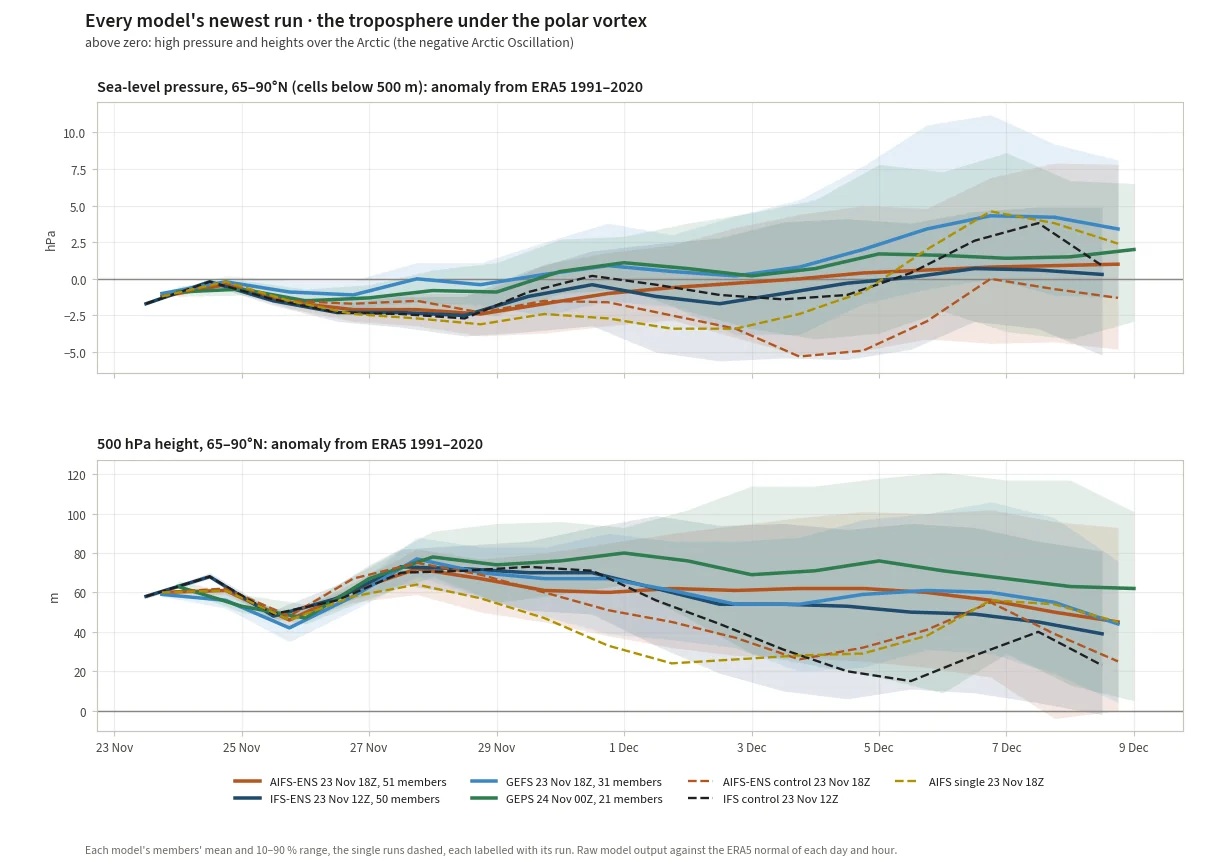 Every model's newest run · the troposphere under the polar vortex
above zero: high pressure and heights over the Arctic (the negative Arctic Oscillation)
Sea-level pressure, 65–90°N (cells below 500 m): anomaly from ERA5 1991–2020
10.0
7.5
5.0
2.5
0.0
−2.5
−5.0
hPa
500 hPa height, 65–90°N: anomaly from ERA5 1991–2020
120
100
80
60
40
20
0
m
23 Nov 25 Nov 27 Nov 29 Nov 1 Dec 3 Dec 5 Dec 7 Dec 9 Dec
AIFS-ENS 23 Nov 18Z, 51 members GEFS 23 Nov 18Z, 31 members AIFS-ENS control 23 Nov 18Z AIFS single 23 Nov 18Z
IFS-ENS 23 Nov 12Z, 50 members GEPS 24 Nov 00Z, 21 members IFS control 23 Nov 12Z
Each model's members' mean and 10–90 % range, the single runs dashed, each labelled with its run. Raw model output against the ERA5 normal of each day and hour.